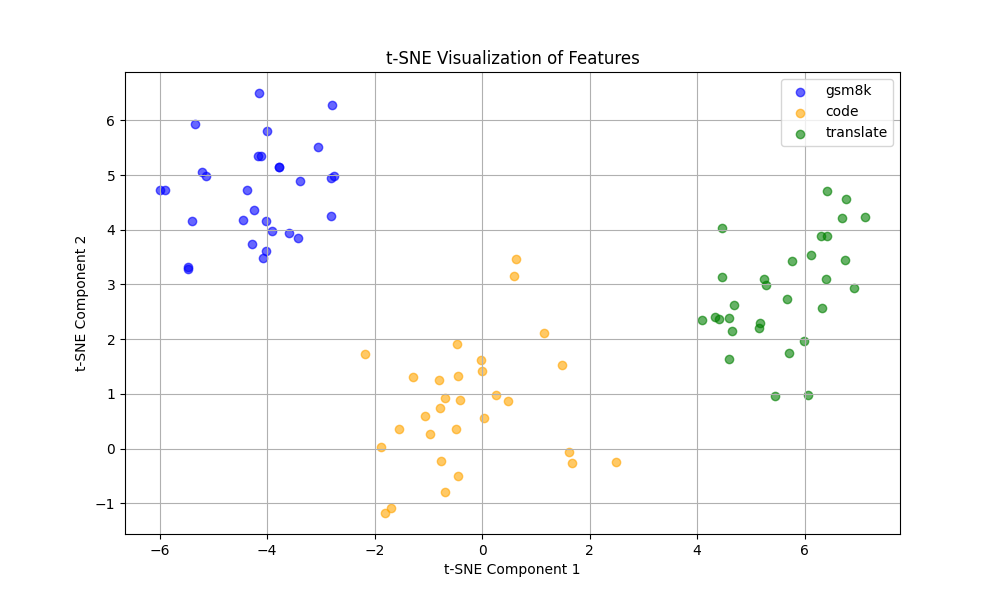 t-SNE Visualization of Features
gsm8k
code
translate
6
5
4
3
2
1
0
−1
t-SNE Component 2
−6
−4
−2
0
2
4
6
t-SNE Component 1